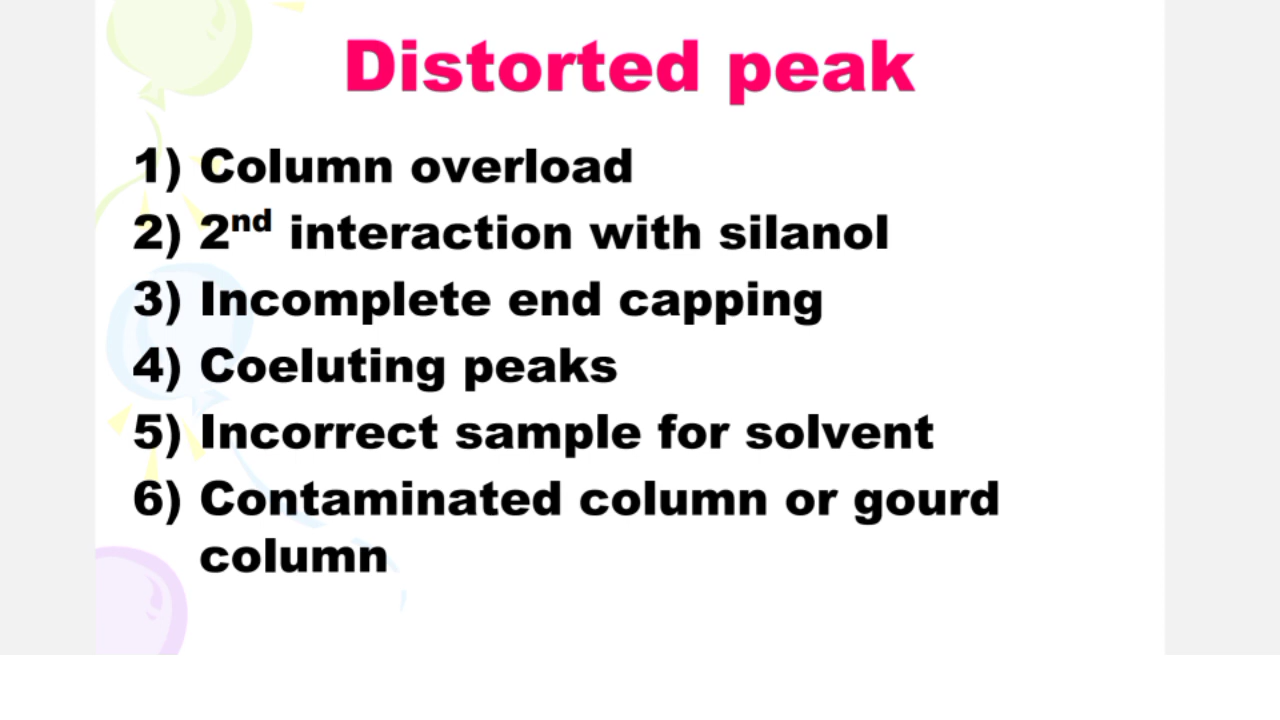 Distorted peak
1) Column overload
2) 2nd interaction with silanol
3) Incomplete end capping
4) Coeluting peaks
5) Incorrect sample for solvent
6) Contaminated column or gourd
column